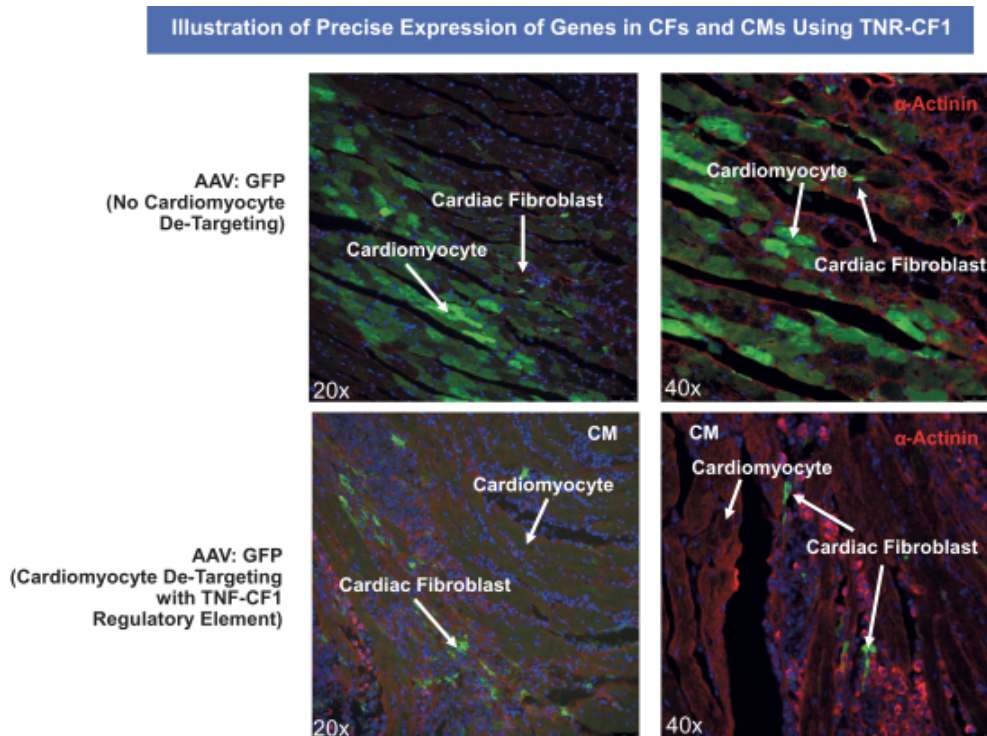 Illustration of Precise Expression of Genes in CFs and CMs Using TNR-CF1
AAV: GFP
(No Cardiomyocyte
De-Targeting)
Cardiac Fibroblast
Cardiomyocyte
20x
α-Actinin
Cardiomyocyte
Cardiac Fibroblast
40x
AAV: GFP
(Cardiomyocyte De-Targeting
with TNF-CF1
Regulatory Element)
CM
Cardiomyocyte
Cardiac Fibroblast
20x
CM
α-Actinin
Cardiomyocyte
Cardiac Fibroblast
40x